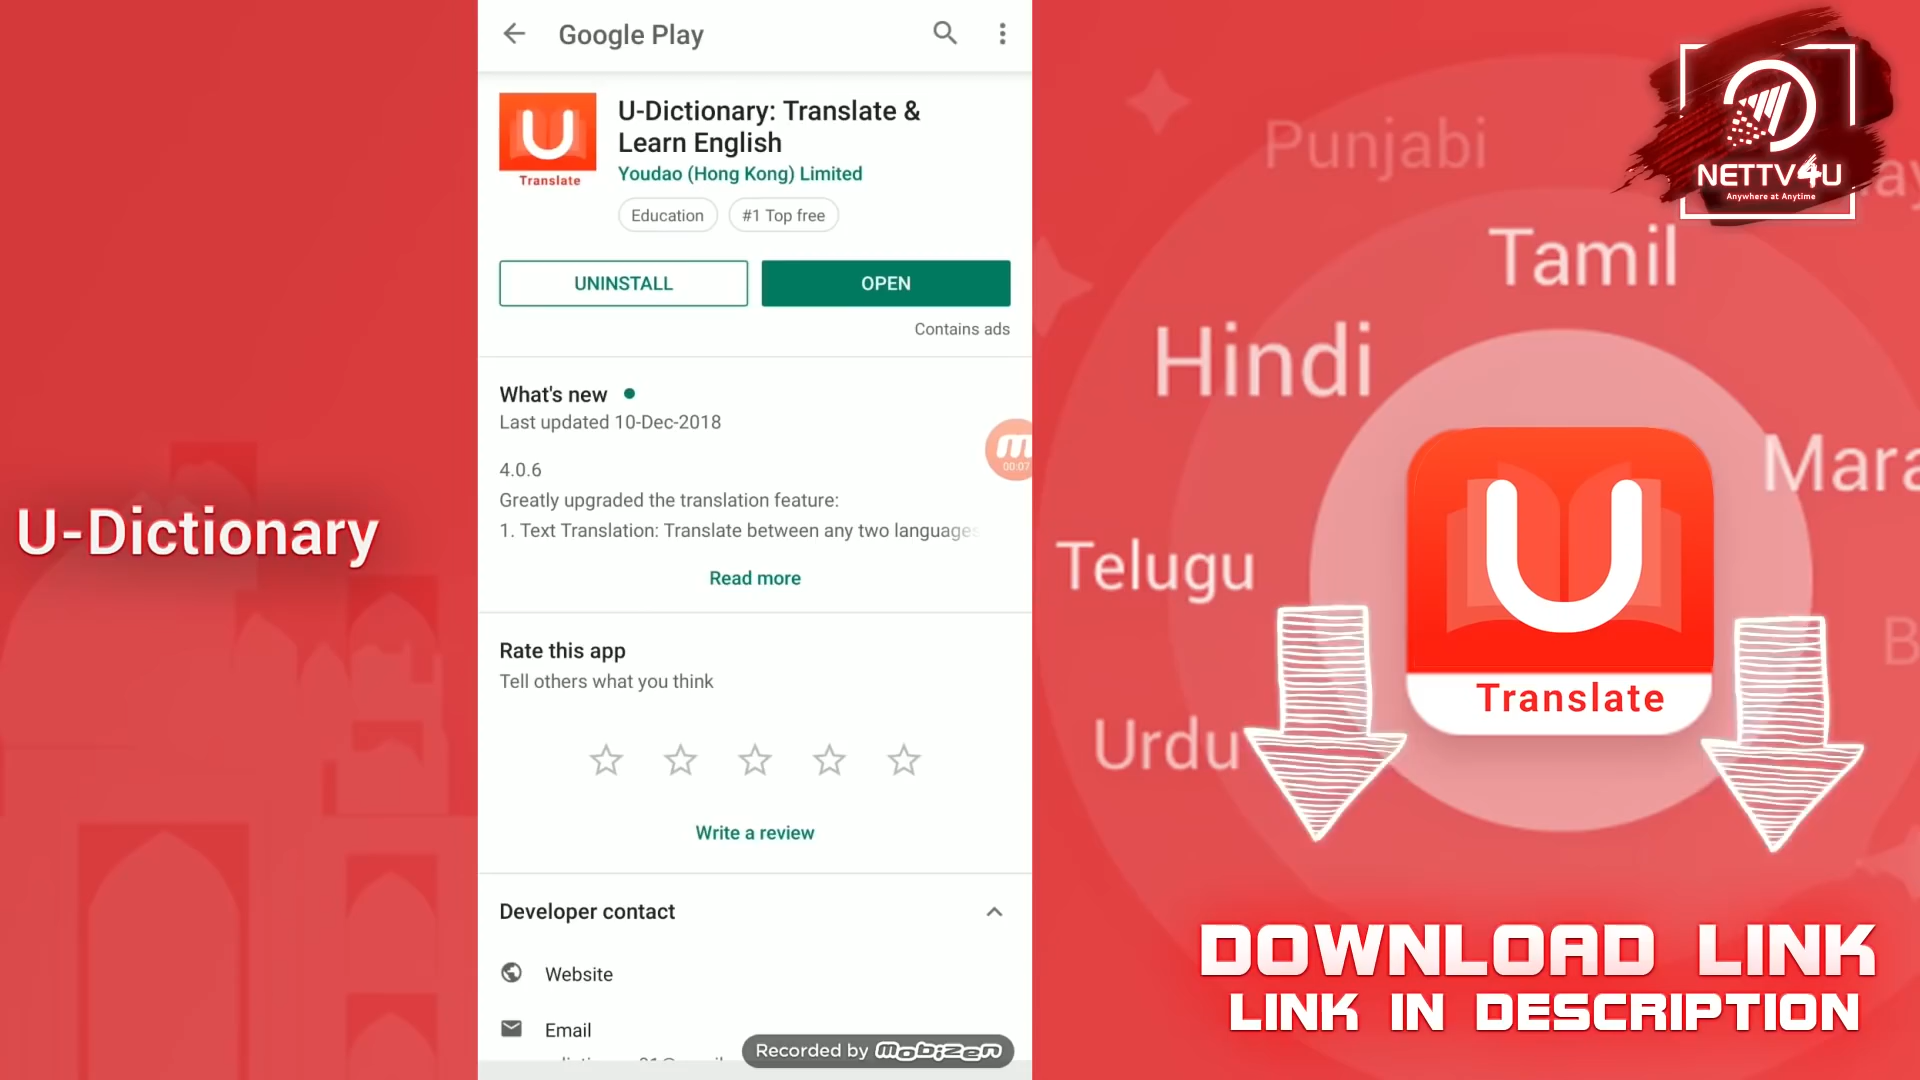 U-Dictionary
Google Play
U
Translate
U-Dictionary: Translate &
Learn English
Youdao (Hong Kong) Limited
Education
#1 Top free
UNINSTALL
OPEN
Contains ads
What's new
Last updated 10-Dec-2018
4.0.6
Greatly upgraded the translation feature:
1. Text Translation: Translate between any two languages
Read more
00:07
Rate this app
Tell others what you think
Write a review
Developer contact
Website
Email
Recorded by mobizen
NETTV4U
Anywhere at Anytime
Punjabi
Tamil
Hindi
Mara
Telugu
Urdu
U
Translate
DOWNLOAD LINK
LINK IN DESCRIPTION